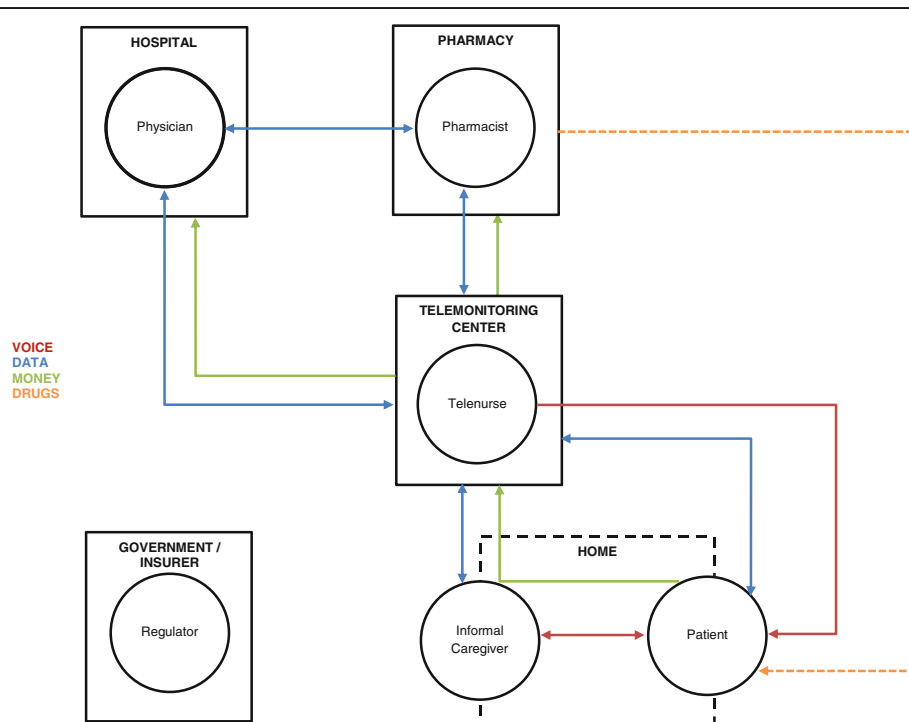 HOSPITAL
Physician
PHARMACY
Pharmacist
TELEMONITORING
CENTER
Telenurse
VOICE
DATA
MONEY
DRUGS
GOVERNMENT /
INSURER
Regulator
HOME
Informal
Caregiver
Patient